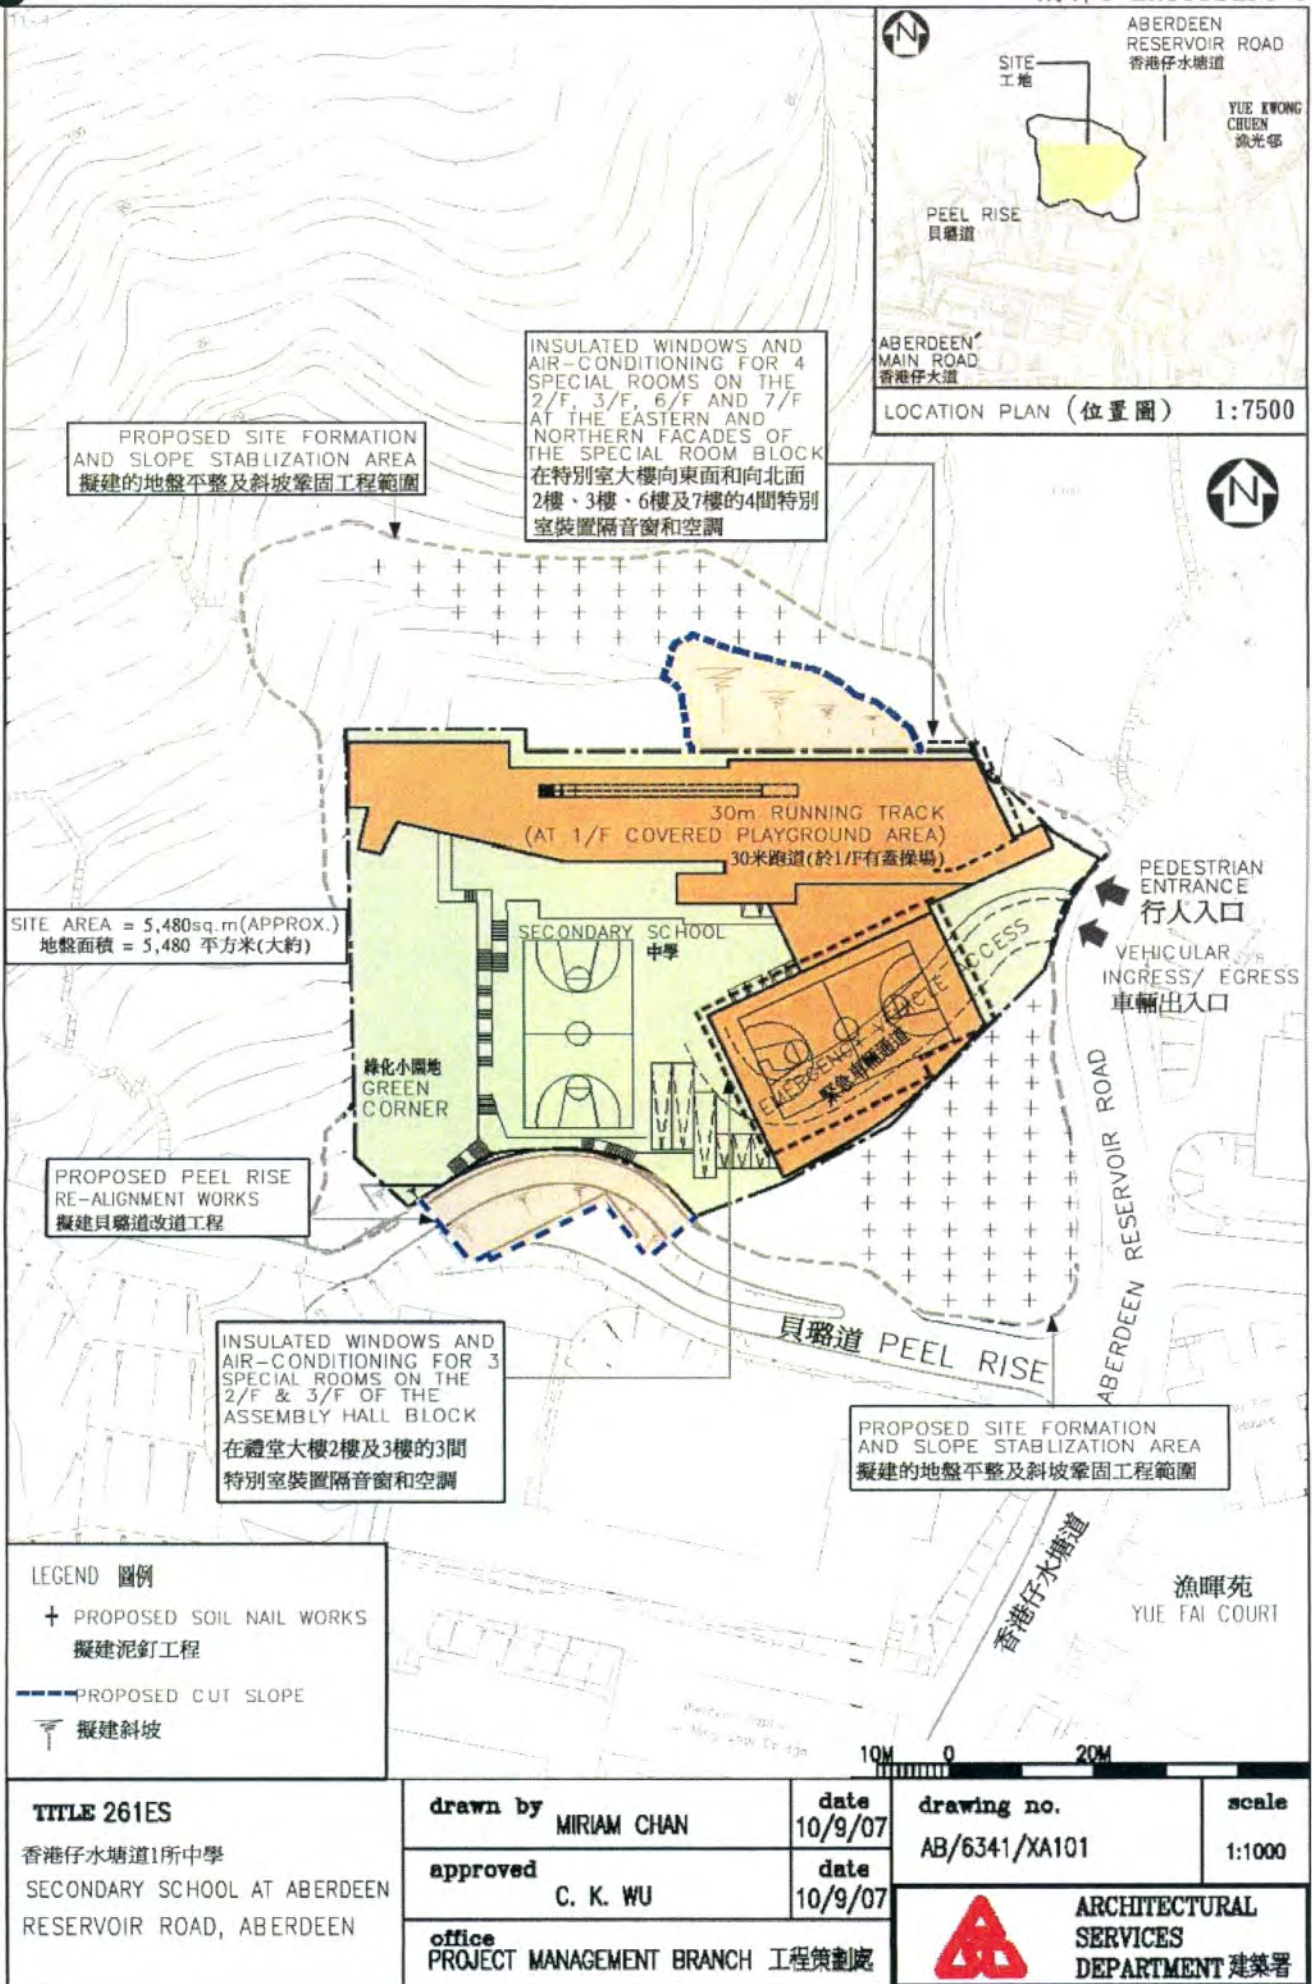 ABERDEEN
RESERVOIR ROAD
香港仔水塘道
SITE
工地
YUE KWONG
CHUEN
漁光邨
PEEL RISE
貝璐道
ABERDEEN
MAIN ROAD
香港仔大道
LOCATION PLAN (位置圖) 1:7500
N
N
INSULATED WINDOWS AND
AIR-CONDITIONING FOR 4
SPECIAL ROOMS ON THE
2/F, 3/F, 6/F AND 7/F
AT THE EASTERN AND
NORTHERN FACADES OF
THE SPECIAL ROOM BLOCK
在特別室大樓向東面和向北面
2樓、3樓、6樓及7樓的4間特別
室裝置隔音窗和空調
PROPOSED SITE FORMATION
AND SLOPE STABLIZATION AREA
擬建的地盤平整及斜坡鞏固工程範圍
30m RUNNING TRACK
(AT 1/F COVERED PLAYGROUND AREA)
30米跑道(於1/F有蓋操場)
PEDESTRIAN
ENTRANCE
行人入口
VEHICULAR
INGRESS/ EGRESS
車輛出入口
SITE AREA = 5,480sq.m(APPROX.)
地盤面積 = 5,480 平方米(大約)
SECONDARY SCHOOL
中學
EMERGENCY VEHICLE ACCESS
緊急車輛通道
綠化小園地
GREEN
CORNER
ABERDEEN RESERVOIR ROAD
PROPOSED PEEL RISE
RE-ALIGNMENT WORKS
擬建貝璐道改道工程
貝璐道 PEEL RISE
INSULATED WINDOWS AND
AIR-CONDITIONING FOR 3
SPECIAL ROOMS ON THE
2/F & 3/F OF THE
ASSEMBLY HALL BLOCK
在禮堂大樓2樓及3樓的3間
特別室裝置隔音窗和空調
PROPOSED SITE FORMATION
AND SLOPE STABLIZATION AREA
擬建的地盤平整及斜坡鞏固工程範圍
香港仔水塘道
漁暉苑
YUE FAI COURT
LEGEND 圖例
+ PROPOSED SOIL NAIL WORKS
擬建泥釘工程
PROPOSED CUT SLOPE
擬建斜坡
10M 0 20M
TITLE 261ES
香港仔水塘道1所中學
SECONDARY SCHOOL AT ABERDEEN
RESERVOIR ROAD, ABERDEEN
drawn by
MIRIAM CHAN
date
10/9/07
approved
C. K. WU
date
10/9/07
office
PROJECT MANAGEMENT BRANCH 工程策劃處
drawing no.
AB/6341/XA101
scale
1:1000
ARCHITECTURAL
SERVICES
DEPARTMENT 建築署